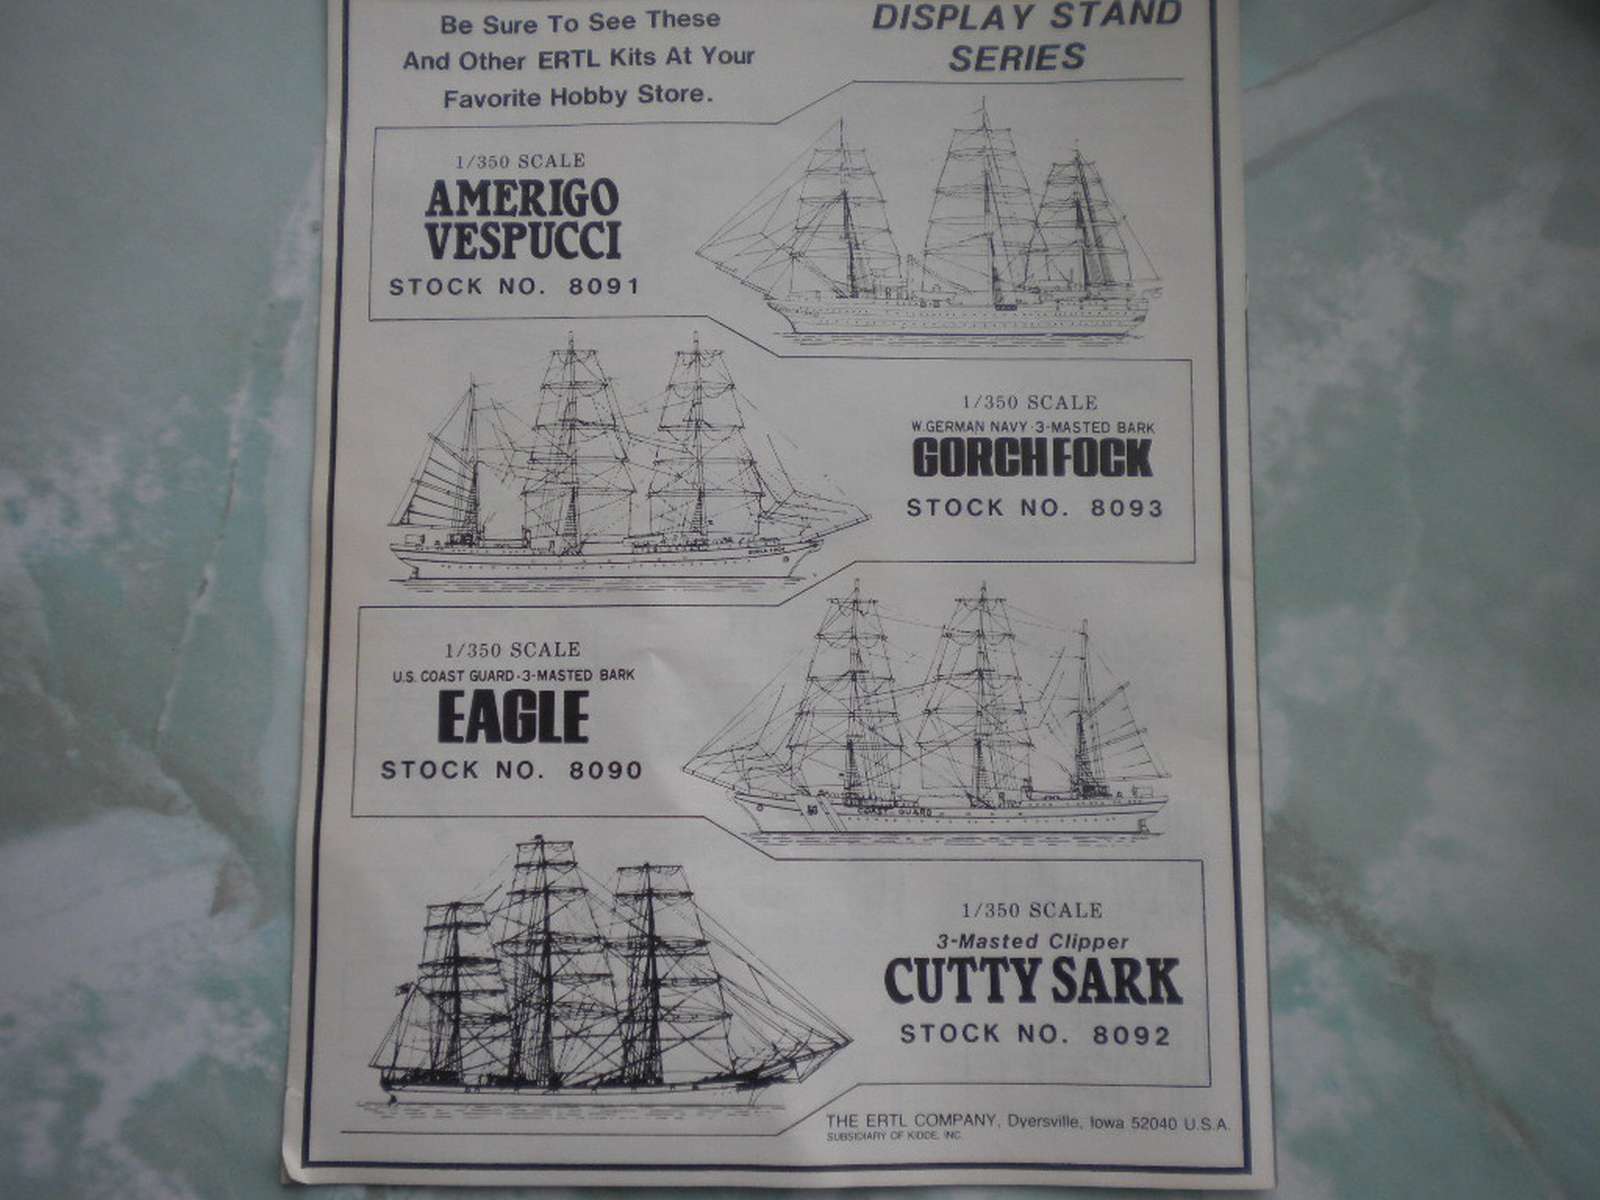 Be Sure To See These
And Other ERTL Kits At Your
Favorite Hobby Store.
DISPLAY STAND
SERIES
1/350 SCALE
AMERIGO
VESPUCCI
STOCK NO. 8091
1/350 SCALE
W.GERMAN NAVY·3-MASTED BARK
GORCH FOCK
STOCK NO. 8093
1/350 SCALE
U.S. COAST GUARD·3-MASTED BARK
EAGLE
STOCK NO. 8090
COAST GUARD
1/350 SCALE
3-Masted Clipper
CUTTY SARK
STOCK NO. 8092
THE ERTL COMPANY, Dyersville, Iowa 52040 U.S.A.
SUBSIDIARY OF KIDDE, INC.